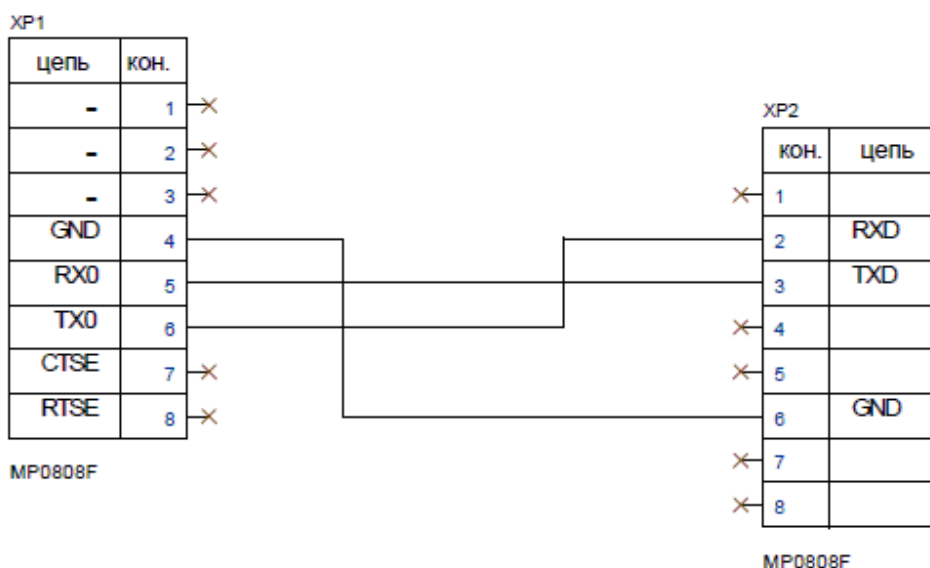 XP1
цепь кон.
- 1
- 2
- 3
GND 4
RX0 5
TX0 6
CTSE 7
RTSE 8
MP0808F
XP2
кон. цепь
1
2 RXD
3 TXD
4
5
6 GND
7
8
MP0808F